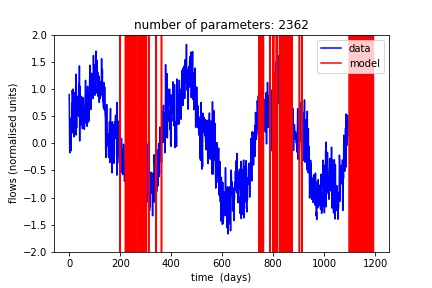 number of parameters: 2362
data
model
2.0
1.5
1.0
0.5
0.0
−0.5
−1.0
−1.5
−2.0
flows (normalised units)
0 200 400 600 800 1000 1200
time (days)